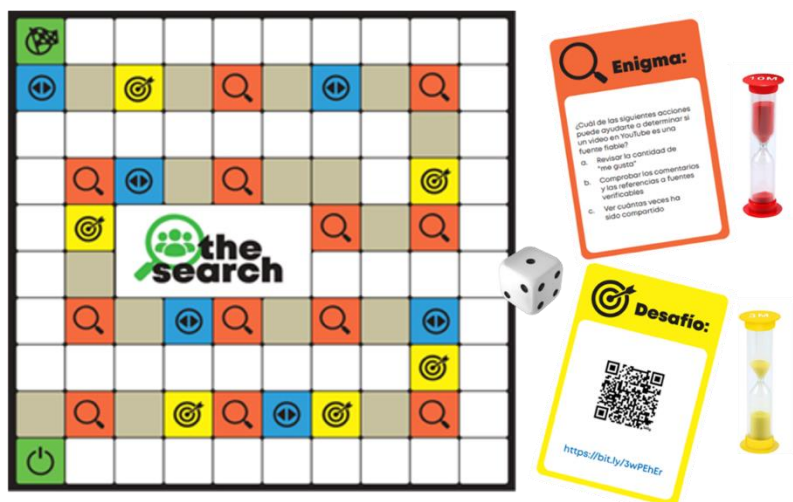 the
search
Enigma:
¿Cuál de las siguientes acciones
puede ayudarte a determinar si
un video en YouTube es una
fuente fiable?
a. Revisar la cantidad de
"me gusta"
b. Comprobar los comentarios
y las referencias a fuentes
verificables
c. Ver cuántas veces ha
sido compartido
10M
Desafío:
https://bit.ly/3wPEhEr
3M